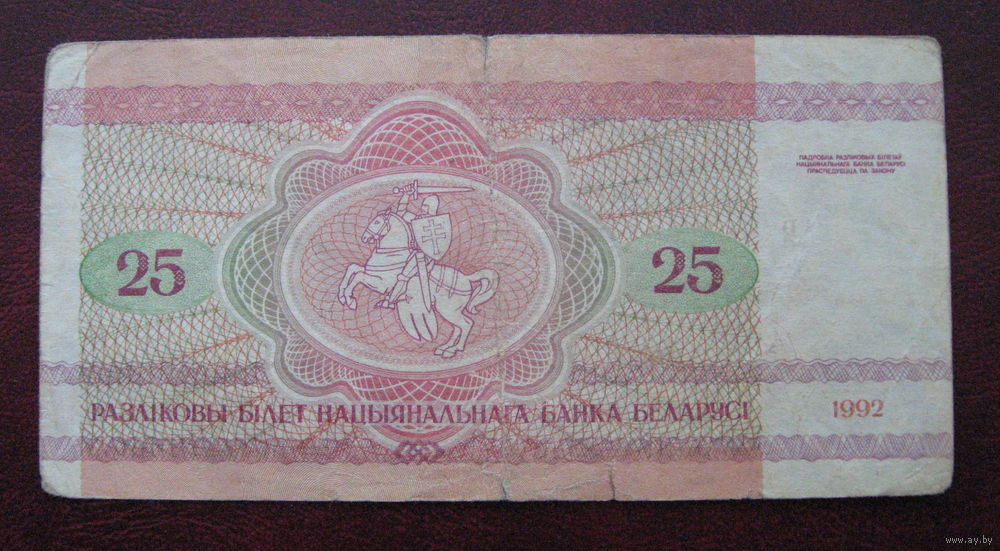 ПАДРОБКА РАЗЛІКОВЫХ БІЛЕТАЎ
НАЦЫЯНАЛЬНАГА БАНКА БЕЛАРУСІ
ПРАСЛЕДУЕЦЦА ПА ЗАКОНУ
25 25
РАЗЛІКОВЫ БІЛЕТ НАЦЫЯНАЛЬНАГА БАНКА БЕЛАРУСІ 1992
www.ay.by